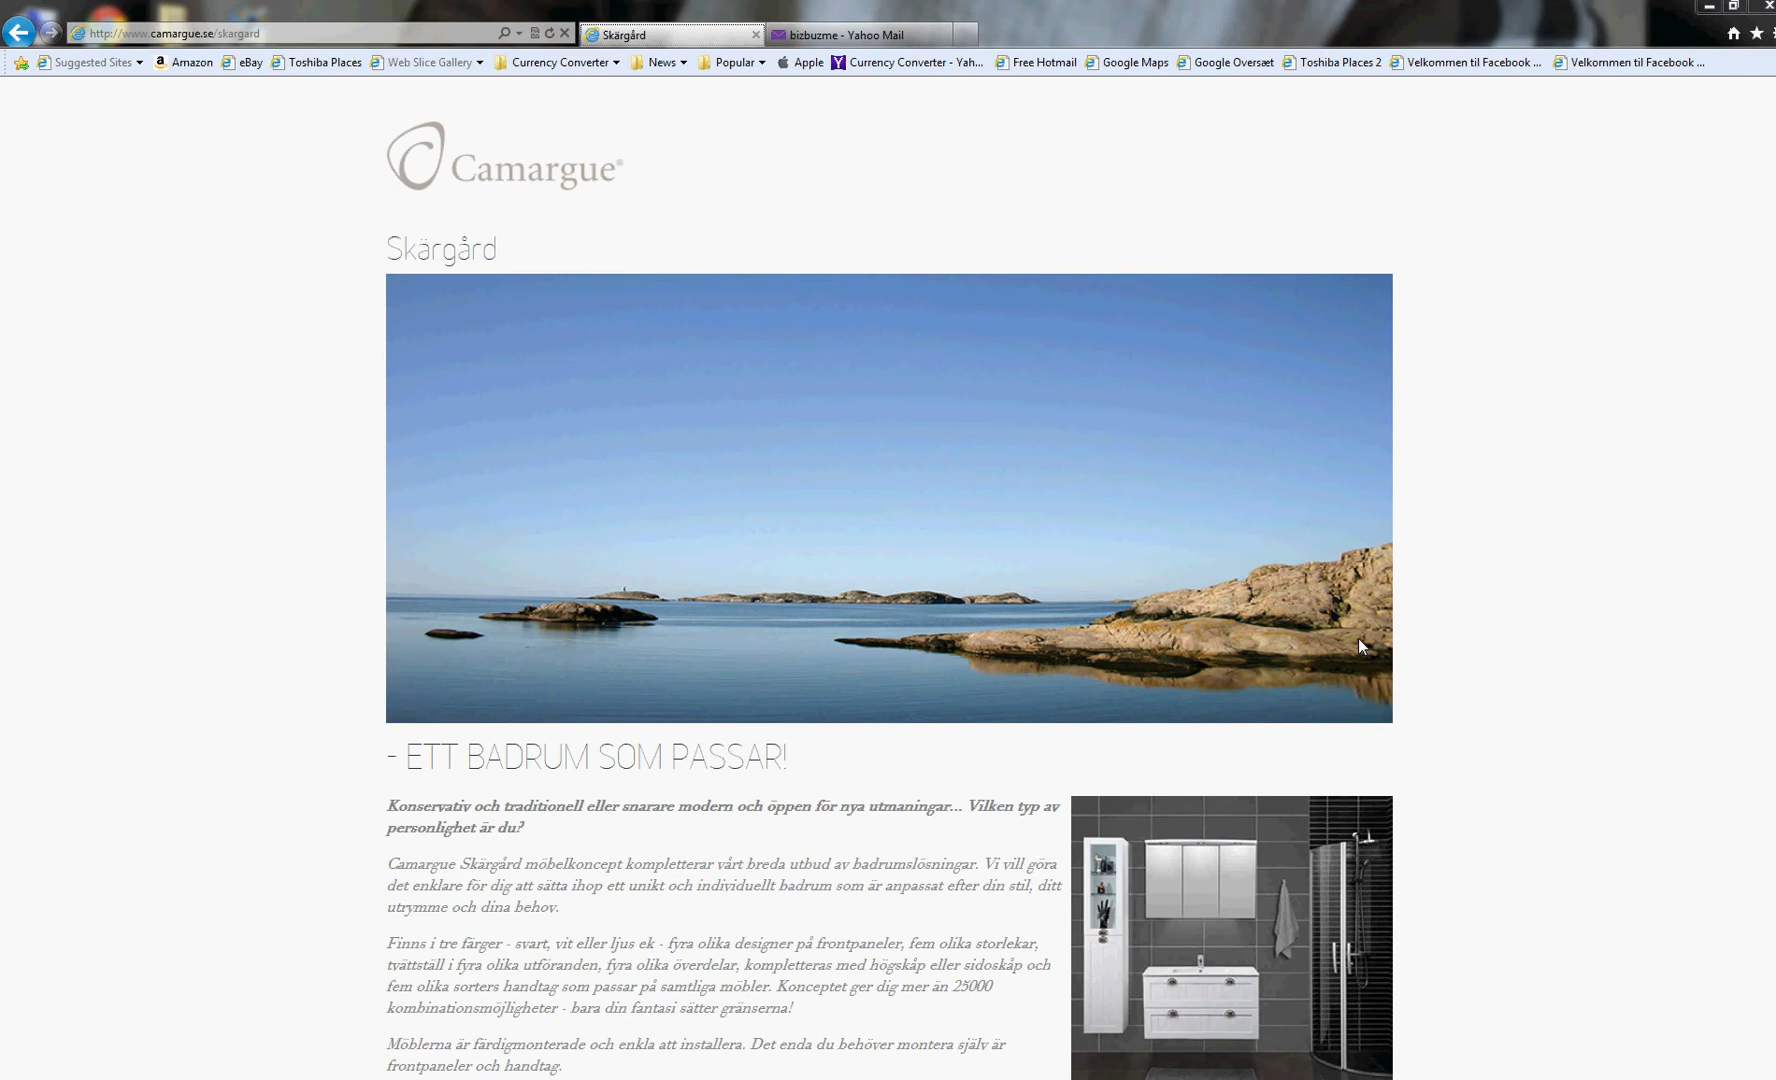 http://www.camargue.se/skargard
Skärgård
bizbuzme - Yahoo Mail
Suggested Sites
Amazon
eBay
Toshiba Places
Web Slice Gallery
Currency Converter
News
Popular
Apple
Currency Converter - Yah...
Free Hotmail
Google Maps
Google Oversæt
Toshiba Places 2
Velkommen til Facebook ...
Velkommen til Facebook ...
Camargue®
Skärgård
- ETT BADRUM SOM PASSAR!
Konservativ och traditionell eller snarare modern och öppen för nya utmaningar... Vilken typ av
personlighet är du?
Camargue Skärgård möbelkoncept kompletterar vårt breda utbud av badrumslösningar. Vi vill göra
det enklare för dig att sätta ihop ett unikt och individuellt badrum som är anpassat efter din stil, ditt
utrymme och dina behov.
Finns i tre färger - svart, vit eller ljus ek - fyra olika designer på frontpaneler, fem olika storlekar,
tvättställ i fyra olika utföranden, fyra olika överdelar, kompletteras med högskåp eller sidoskåp och
fem olika sorters handtag som passar på samtliga möbler. Konceptet ger dig mer än 25000
kombinationsmöjligheter - bara din fantasi sätter gränserna!
Möblerna är färdigmonterade och enkla att installera. Det enda du behöver montera själv är
frontpaneler och handtag.